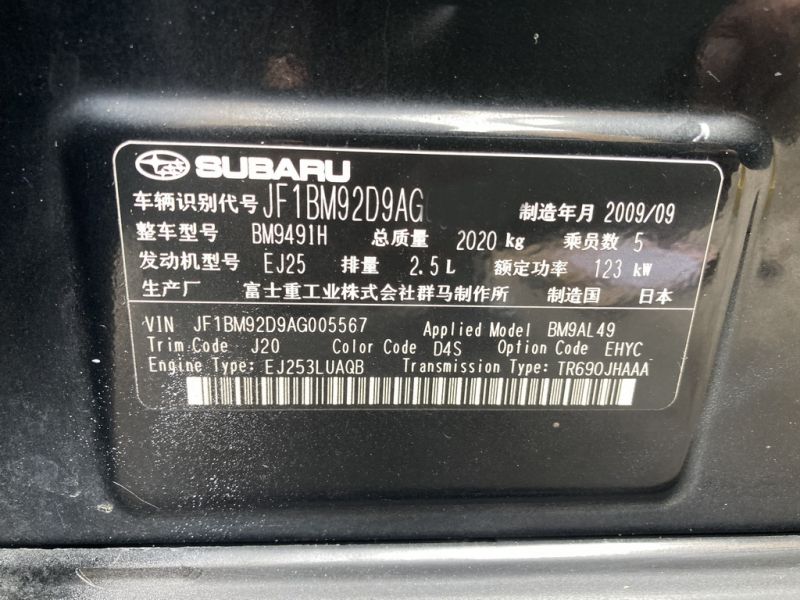 SUBARU
车辆识别代号 JF1BM92D9AG 制造年月 2009/09
整车型号 BM9491H 总质量 2020 kg 乘员数 5
发动机型号 EJ25 排量 2.5L 额定功率 123 kW
生产厂 富士重工业株式会社群马制作所 制造国 日本
VIN JF1BM92D9AG005567 Applied Model BM9AL49
Trim Code J20 Color Code D4S Option Code EHYC
Engine Type: EJ253LUAQB Transmission Type: TR690JHAAA